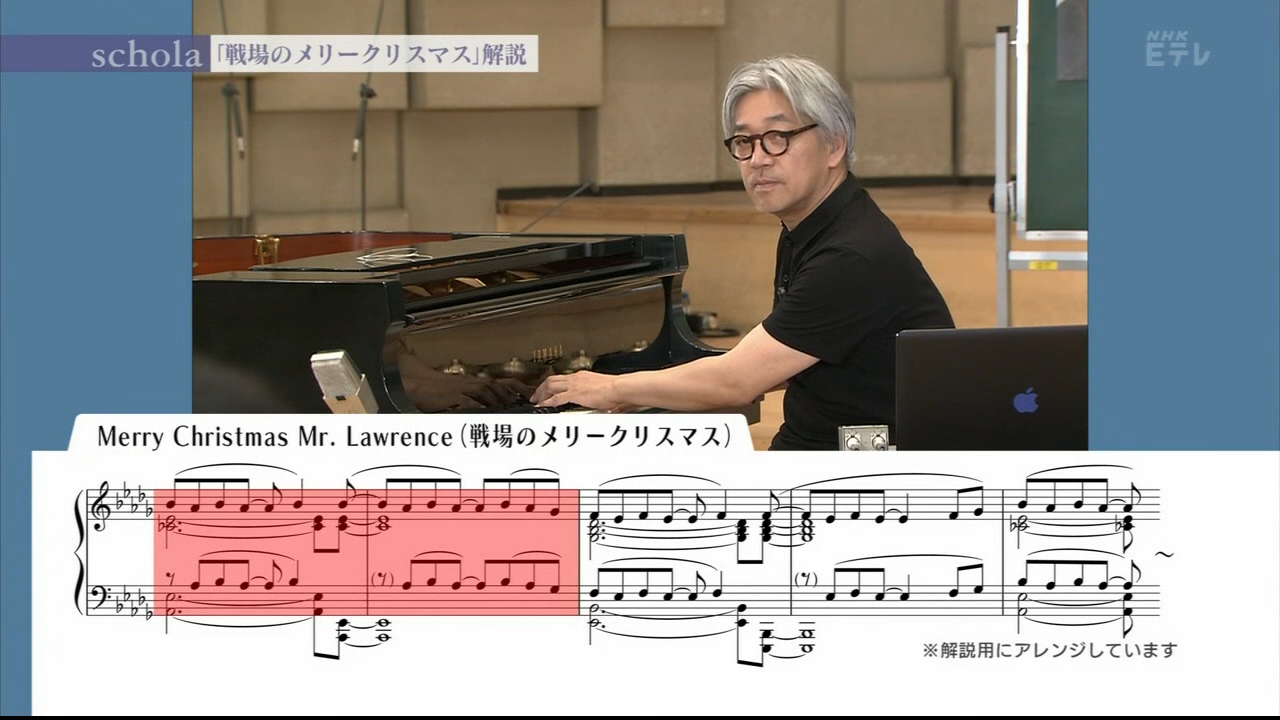 schola「戦場のメリークリスマス」解説
NHK
Eテレ
Merry Christmas Mr. Lawrence(戦場のメリークリスマス)
※解説用にアレンジしています